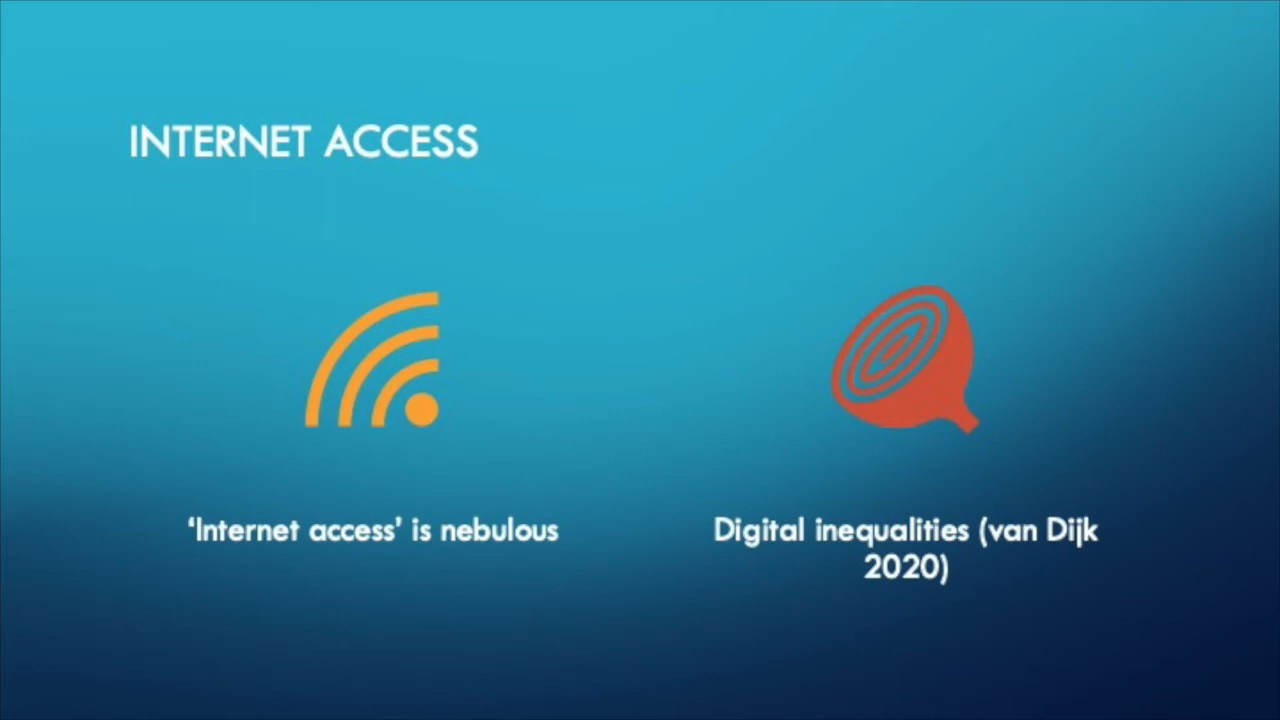 INTERNET ACCESS
‘Internet access’ is nebulous
Digital inequalities (van Dijk
2020)